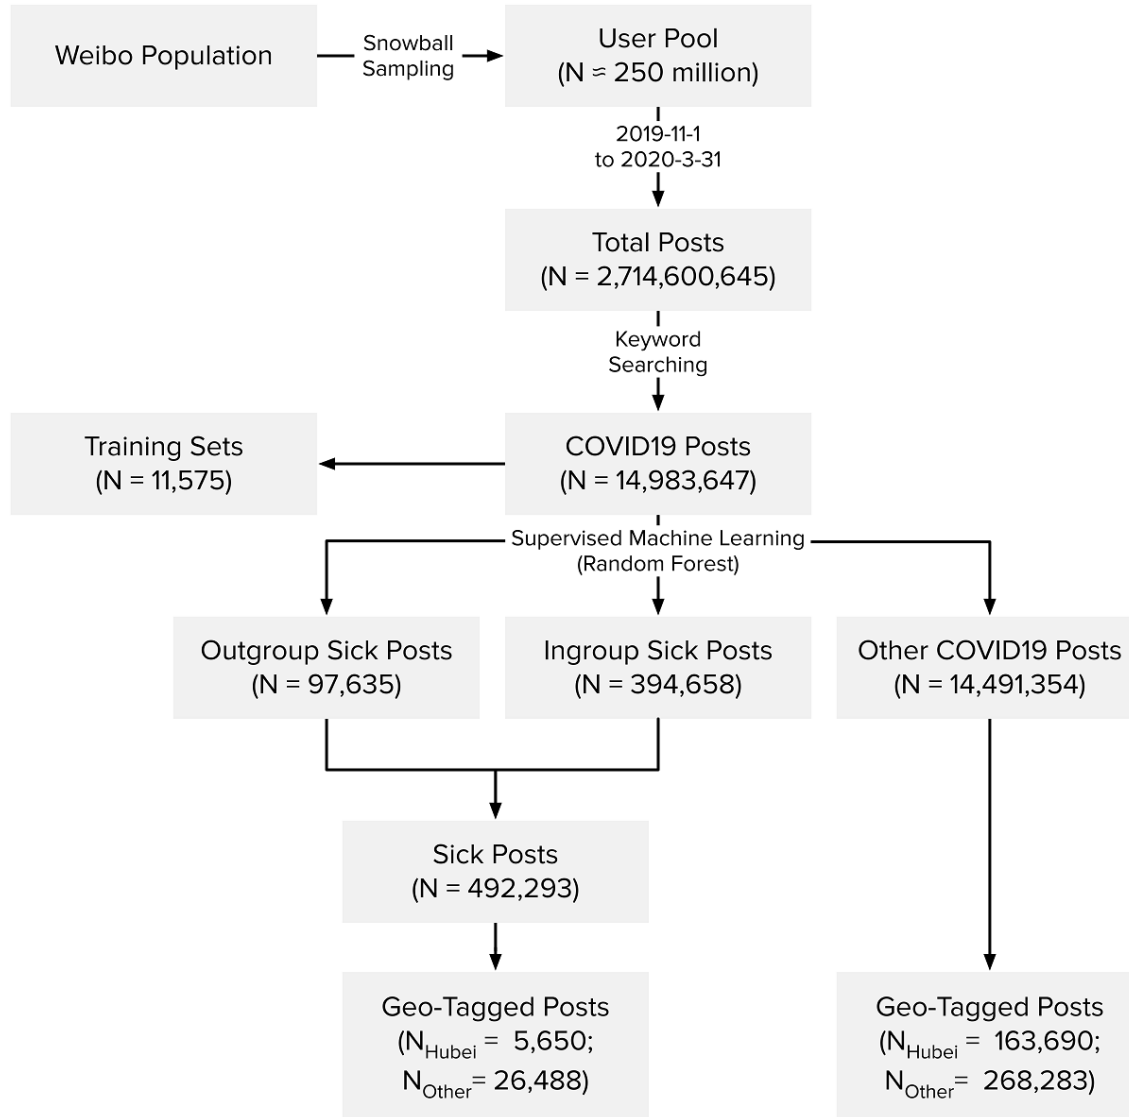 Weibo Population
Snowball
Sampling
User Pool
(N ≈ 250 million)
2019-11-1
to 2020-3-31
Total Posts
(N = 2,714,600,645)
Keyword
Searching
Training Sets
(N = 11,575)
COVID19 Posts
(N = 14,983,647)
Supervised Machine Learning
(Random Forest)
Outgroup Sick Posts
(N = 97,635)
Ingroup Sick Posts
(N = 394,658)
Other COVID19 Posts
(N = 14,491,354)
Sick Posts
(N = 492,293)
Geo-Tagged Posts
(NHubei = 5,650;
NOther= 26,488)
Geo-Tagged Posts
(NHubei = 163,690;
NOther= 268,283)